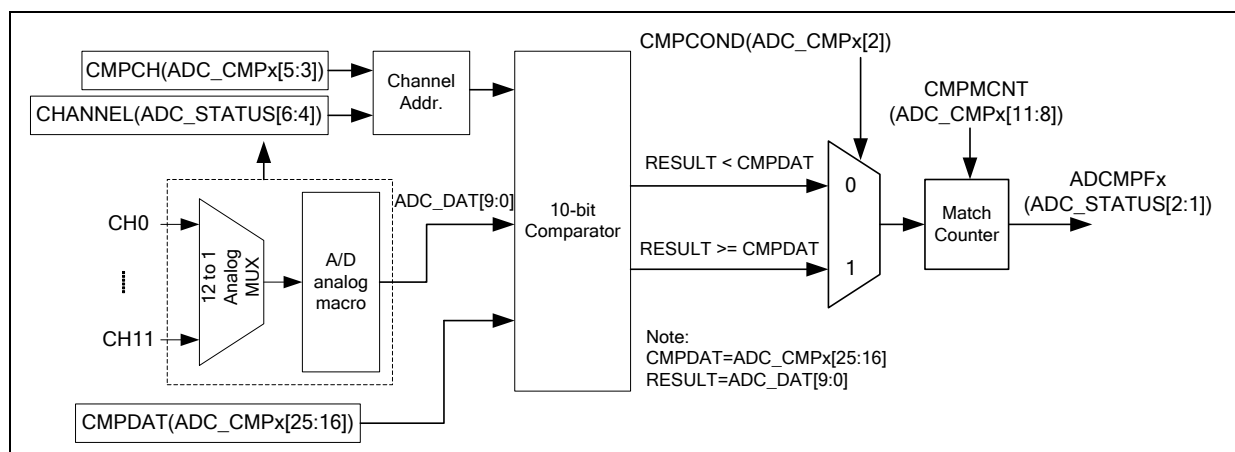 CMPCH(ADC_CMPx[5:3])
CHANNEL(ADC_STATUS[6:4])
Channel
Addr.
CMPCOND(ADC_CMPx[2])
CMPMCNT
(ADC_CMPx[11:8])
RESULT < CMPDAT
0
ADCMPFx
(ADC_STATUS[2:1])
ADC_DAT[9:0]
CH0
12 to 1
Analog
MUX
A/D
analog
macro
10-bit
Comparator
Match
Counter
RESULT >= CMPDAT
1
CH11
Note:
CMPDAT=ADC_CMPx[25:16]
RESULT=ADC_DAT[9:0]
CMPDAT(ADC_CMPx[25:16])